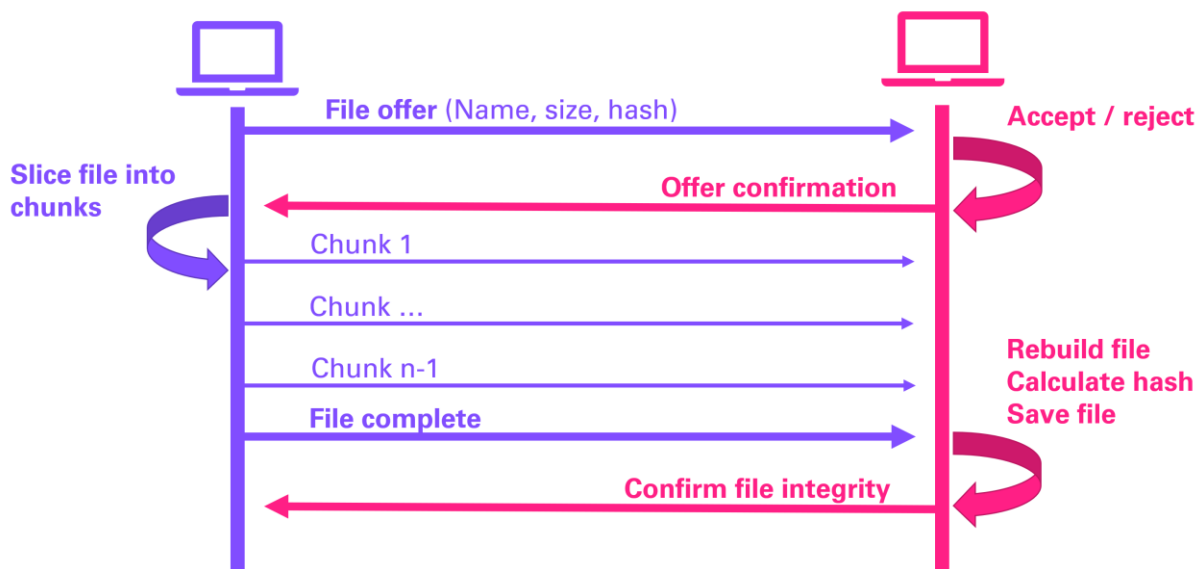 File offer (Name, size, hash)
Accept / reject
Slice file into
chunks
Offer confirmation
Chunk 1
Chunk ...
Chunk n-1
Rebuild file
Calculate hash
Save file
File complete
Confirm file integrity